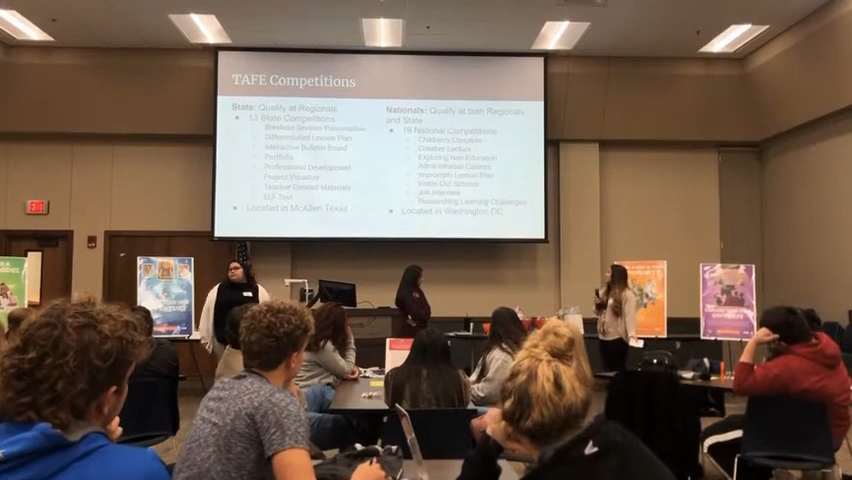 TAFE Competitions
State: Qualify at Regionals
13 State Competitions
Breakout Session Presentation
Differentiated Lesson Plan
Interactive Bulletin Board
Portfolio
Professional Development
Project Visualize
Teacher Created Materials
ELF Test
Located in McAllen Texas
Nationals: Qualify at both Regionals
and State
19 National Competitions
Children's Literature
Creative Lecture
Exploring Non Education
Administrative Careers
Impromptu Lesson Plan
Inside Our Schools
Job Interview
Researching Learning Challenges
Located in Washington DC
EXIT